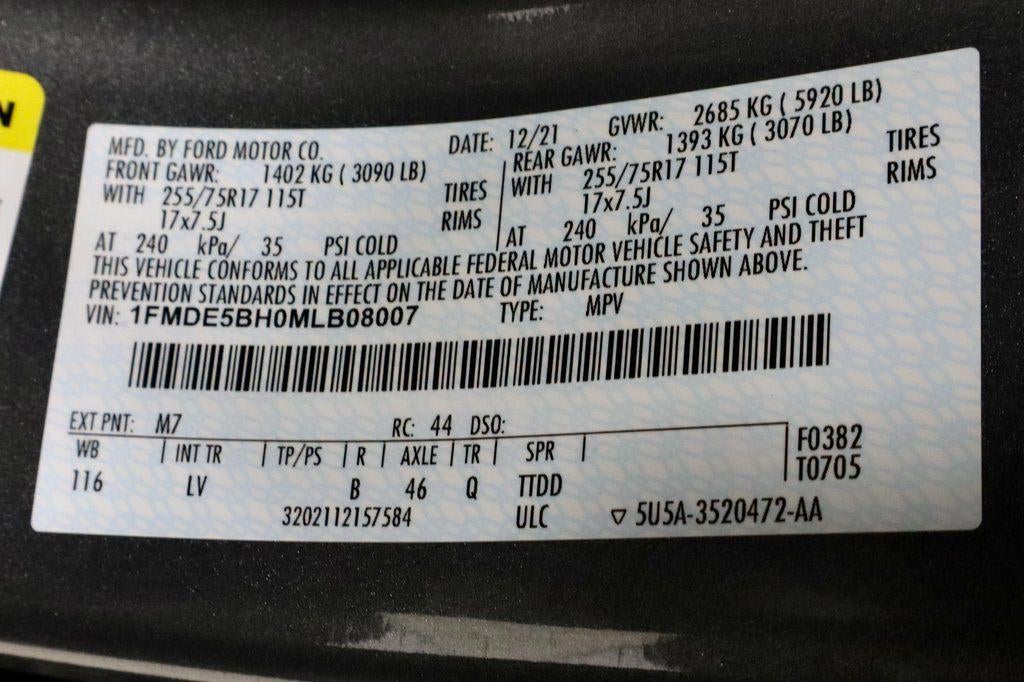 N
MFD. BY FORD MOTOR CO. DATE: 12/21 GVWR: 2685 KG ( 5920 LB)
FRONT GAWR: 1402 KG ( 3090 LB)
WITH 255/75R17 115T TIRES
17x7.5J RIMS
AT 240 kPa/ 35 PSI COLD
REAR GAWR: 1393 KG ( 3070 LB)
WITH 255/75R17 115T TIRES
17x7.5J RIMS
AT 240 kPa/ 35 PSI COLD
THIS VEHICLE CONFORMS TO ALL APPLICABLE FEDERAL MOTOR VEHICLE SAFETY AND THEFT
PREVENTION STANDARDS IN EFFECT ON THE DATE OF MANUFACTURE SHOWN ABOVE.
VIN: 1FMDE5BH0MLB08007 TYPE: MPV
EXT PNT: M7 RC: 44 DSO:
WB INT TR TP/PS R AXLE TR SPR F0382
116 LV B 46 Q TTDD T0705
3202112157584 ULC ▽ 5U5A-3520472-AA